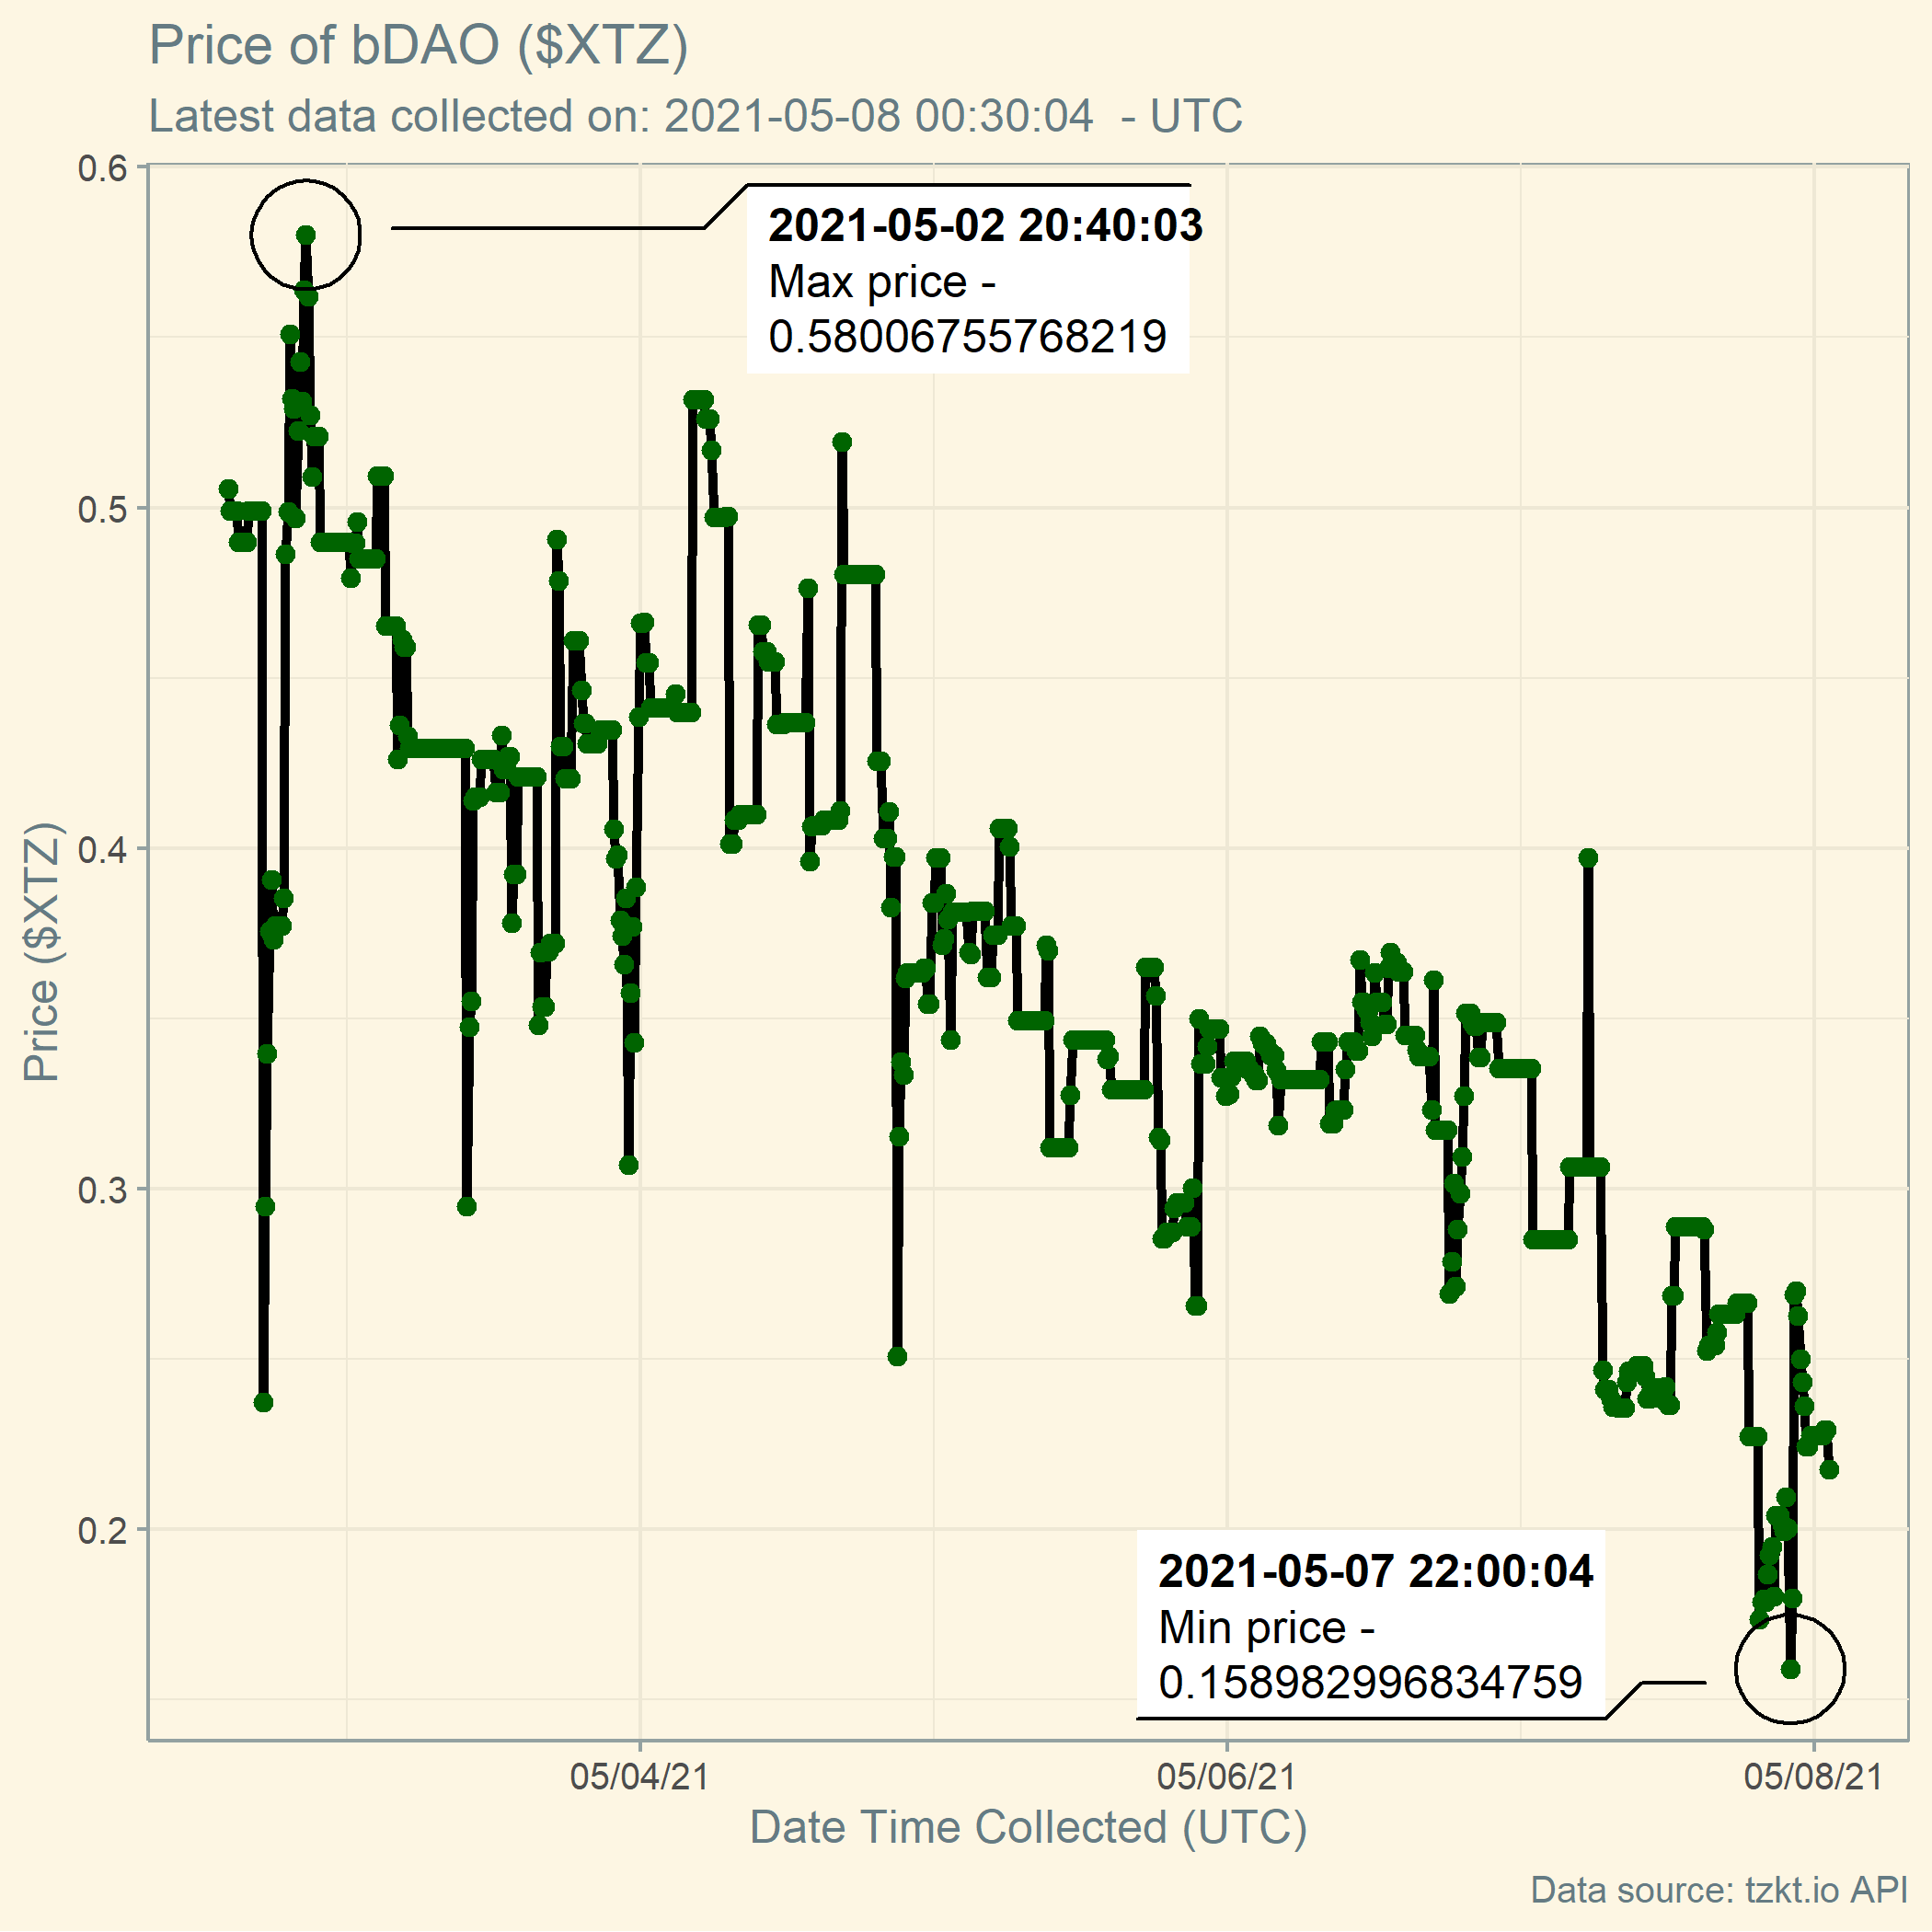 Price of bDAO ($XTZ)
Latest data collected on: 2021-05-08 00:30:04  - UTC
0.6
0.5
0.4
0.3
0.2
Price ($XTZ)
2021-05-02 20:40:03
Max price -
0.58006755768219
2021-05-07 22:00:04
Min price -
0.158982996834759
05/04/21
05/06/21
05/08/21
Date Time Collected (UTC)
Data source: tzkt.io API